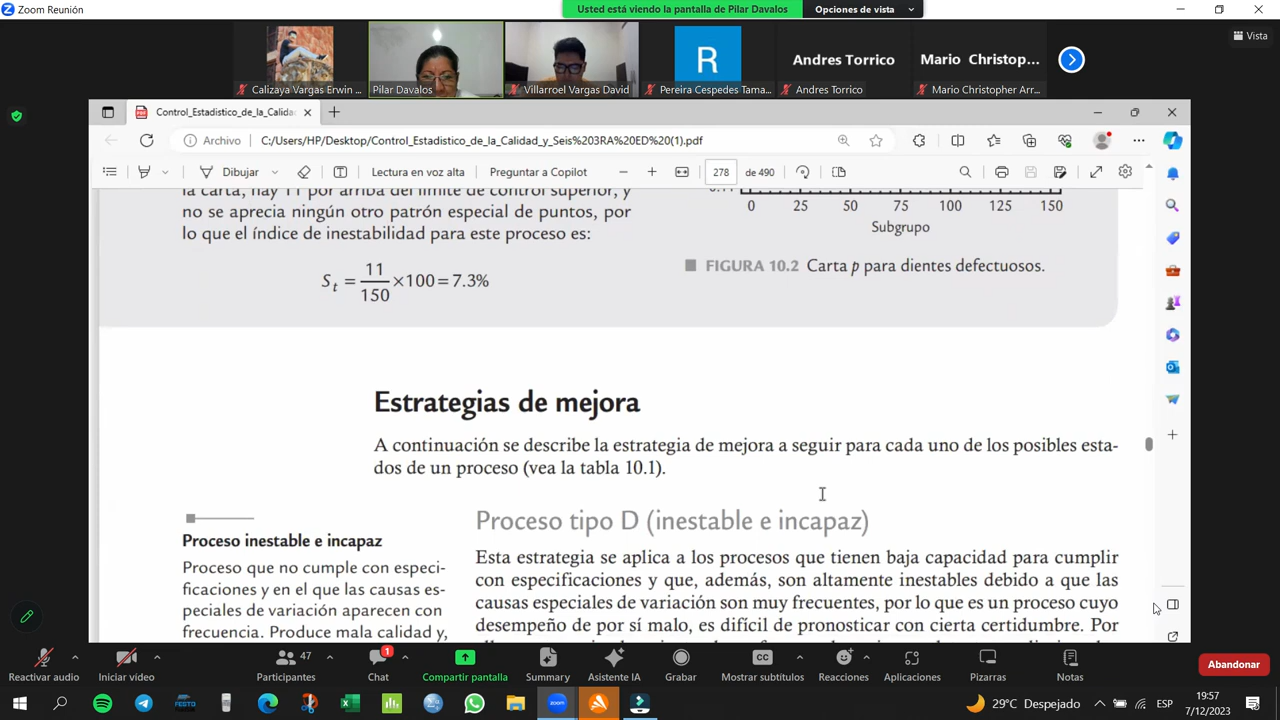 Zoom Reunión
Usted está viendo la pantalla de Pilar Davalos
Opciones de vista
Vista
R
Andres Torrico
Mario Christop...
Calizaya Vargas Erwin ...
Pilar Davalos
Villarroel Vargas David
Pereira Cespedes Tama...
Andres Torrico
Mario Christopher Arr...
Control_Estadistico_de_la_Calida
Archivo
C:/Users/HP/Desktop/Control_Estadistico_de_la_Calidad_y_Seis%203RA%20ED%20(1).pdf
Dibujar
Lectura en voz alta
Preguntar a Copilot
278
de 490
la carta, hay 11 por arriba del límite de control superior, y
no se aprecia ningún otro patrón especial de puntos, por
lo que el índice de inestabilidad para este proceso es:
S_t = 11/150 ×100=7.3%
0 25 50 75 100 125 150
Subgrupo
FIGURA 10.2 Carta p para dientes defectuosos.
Estrategias de mejora
A continuación se describe la estrategia de mejora a seguir para cada uno de los posibles esta-
dos de un proceso (vea la tabla 10.1).
Proceso tipo D (inestable e incapaz)
Proceso inestable e incapaz
Proceso que no cumple con especi-
ficaciones y en el que las causas es-
peciales de variación aparecen con
frecuencia. Produce mala calidad y,
Esta estrategia se aplica a los procesos que tienen baja capacidad para cumplir
con especificaciones y que, además, son altamente inestables debido a que las
causas especiales de variación son muy frecuentes, por lo que es un proceso cuyo
desempeño de por sí malo, es difícil de pronosticar con cierta certidumbre. Por
Reactivar audio
Iniciar video
47
Participantes
1
Chat
Compartir pantalla
Summary
Asistente IA
Grabar
CC
Mostrar subtítulos
Reacciones
Aplicaciones
Pizarras
Notas
Abandonar
FESTO
zoom
29°C Despejado
ESP
19:57
7/12/2023